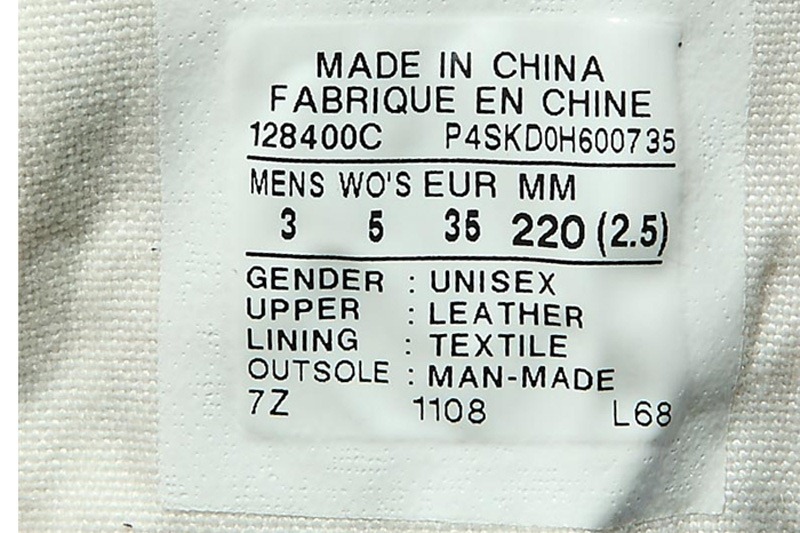 MADE IN CHINA
FABRIQUE EN CHINE
128400C P4SKD0H600735
MENS WO'S EUR MM
3 5 35 220 (2.5)
GENDER : UNISEX
UPPER : LEATHER
LINING : TEXTILE
OUTSOLE : MAN-MADE
7Z 1108 L68